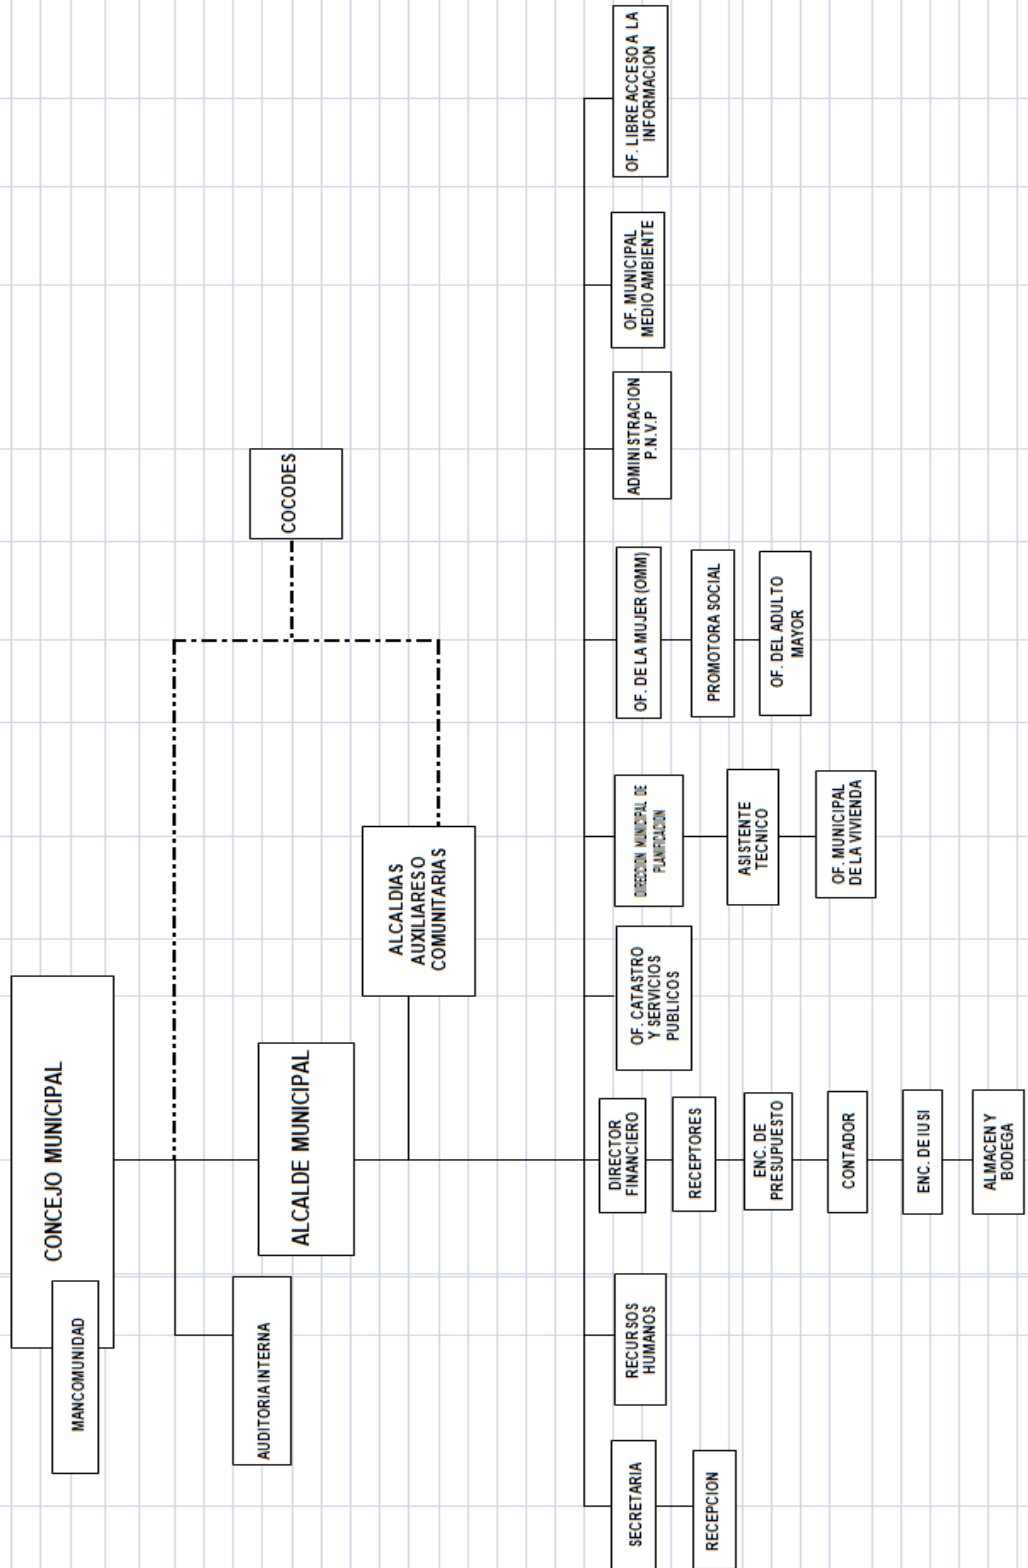 CONCEJO MUNICIPAL
MANCOMUNIDAD
AUDITORIA INTERNA
ALCALDE MUNICIPAL
COCODES
ALCALDIAS
AUXILIARES O
COMUNITARIAS
SECRETARIA
RECEPCION
RECURSOS
HUMANOS
DIRECTOR
FINANCIERO
RECEPTORES
ENC. DE
PRESUPUESTO
CONTADOR
ENC. DE IUSI
ALMACEN Y
BODEGA
OF. CATASTRO
Y SERVICIOS
PUBLICOS
DIRECCION MUNICIPAL DE
PLANIFICACION
ASISTENTE
TECNICO
OF. MUNICIPAL
DE LA VIVIENDA
OF. DE LA MUJER (OMM)
PROMOTORA SOCIAL
OF. DEL ADULTO
MAYOR
ADMINISTRACION
P.N.V.P
OF. MUNICIPAL
MEDIO AMBIENTE
OF. LIBRE ACCESO A LA
INFORMACION